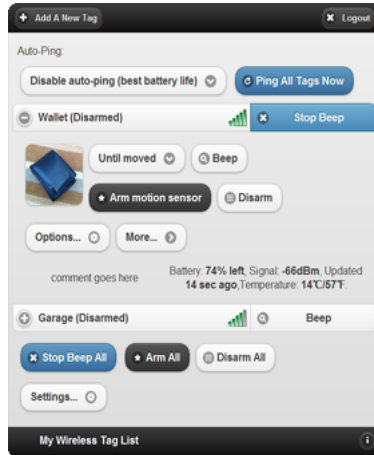 Add A New Tag Logout
Auto-Ping:
Disable auto-ping (best battery life) Ping All Tags Now
Wallet (Disarmed) Stop Beep
Until moved Beep
Arm motion sensor Disarm
Options... More...
comment goes here
Battery: 74% left, Signal: -66dBm, Updated
14 sec ago,Temperature: 14℃/57℉.
Garage (Disarmed) Beep
Stop Beep All Arm All Disarm All
Settings...
My Wireless Tag List